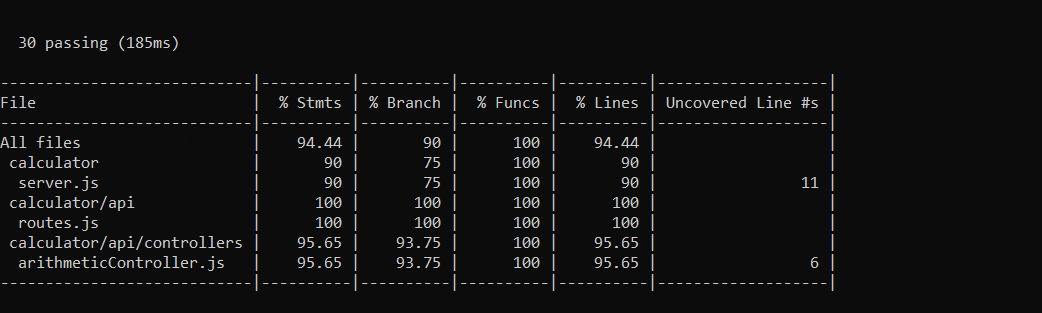 30 passing (185ms)
---------------------------|----------|----------|----------|----------|-------------------|
File                       |  % Stmts | % Branch |  % Funcs |  % Lines | Uncovered Line #s |
---------------------------|----------|----------|----------|----------|-------------------|
All files                  |    94.44 |       90 |      100 |    94.44 |                   |
 calculator                |       90 |       75 |      100 |       90 |                   |
  server.js                |       90 |       75 |      100 |       90 |                11 |
 calculator/api            |      100 |      100 |      100 |      100 |                   |
  routes.js                |      100 |      100 |      100 |      100 |                   |
 calculator/api/controllers |    95.65 |    93.75 |      100 |    95.65 |                   |
  arithmeticController.js  |    95.65 |    93.75 |      100 |    95.65 |                 6 |
---------------------------|----------|----------|----------|----------|-------------------|